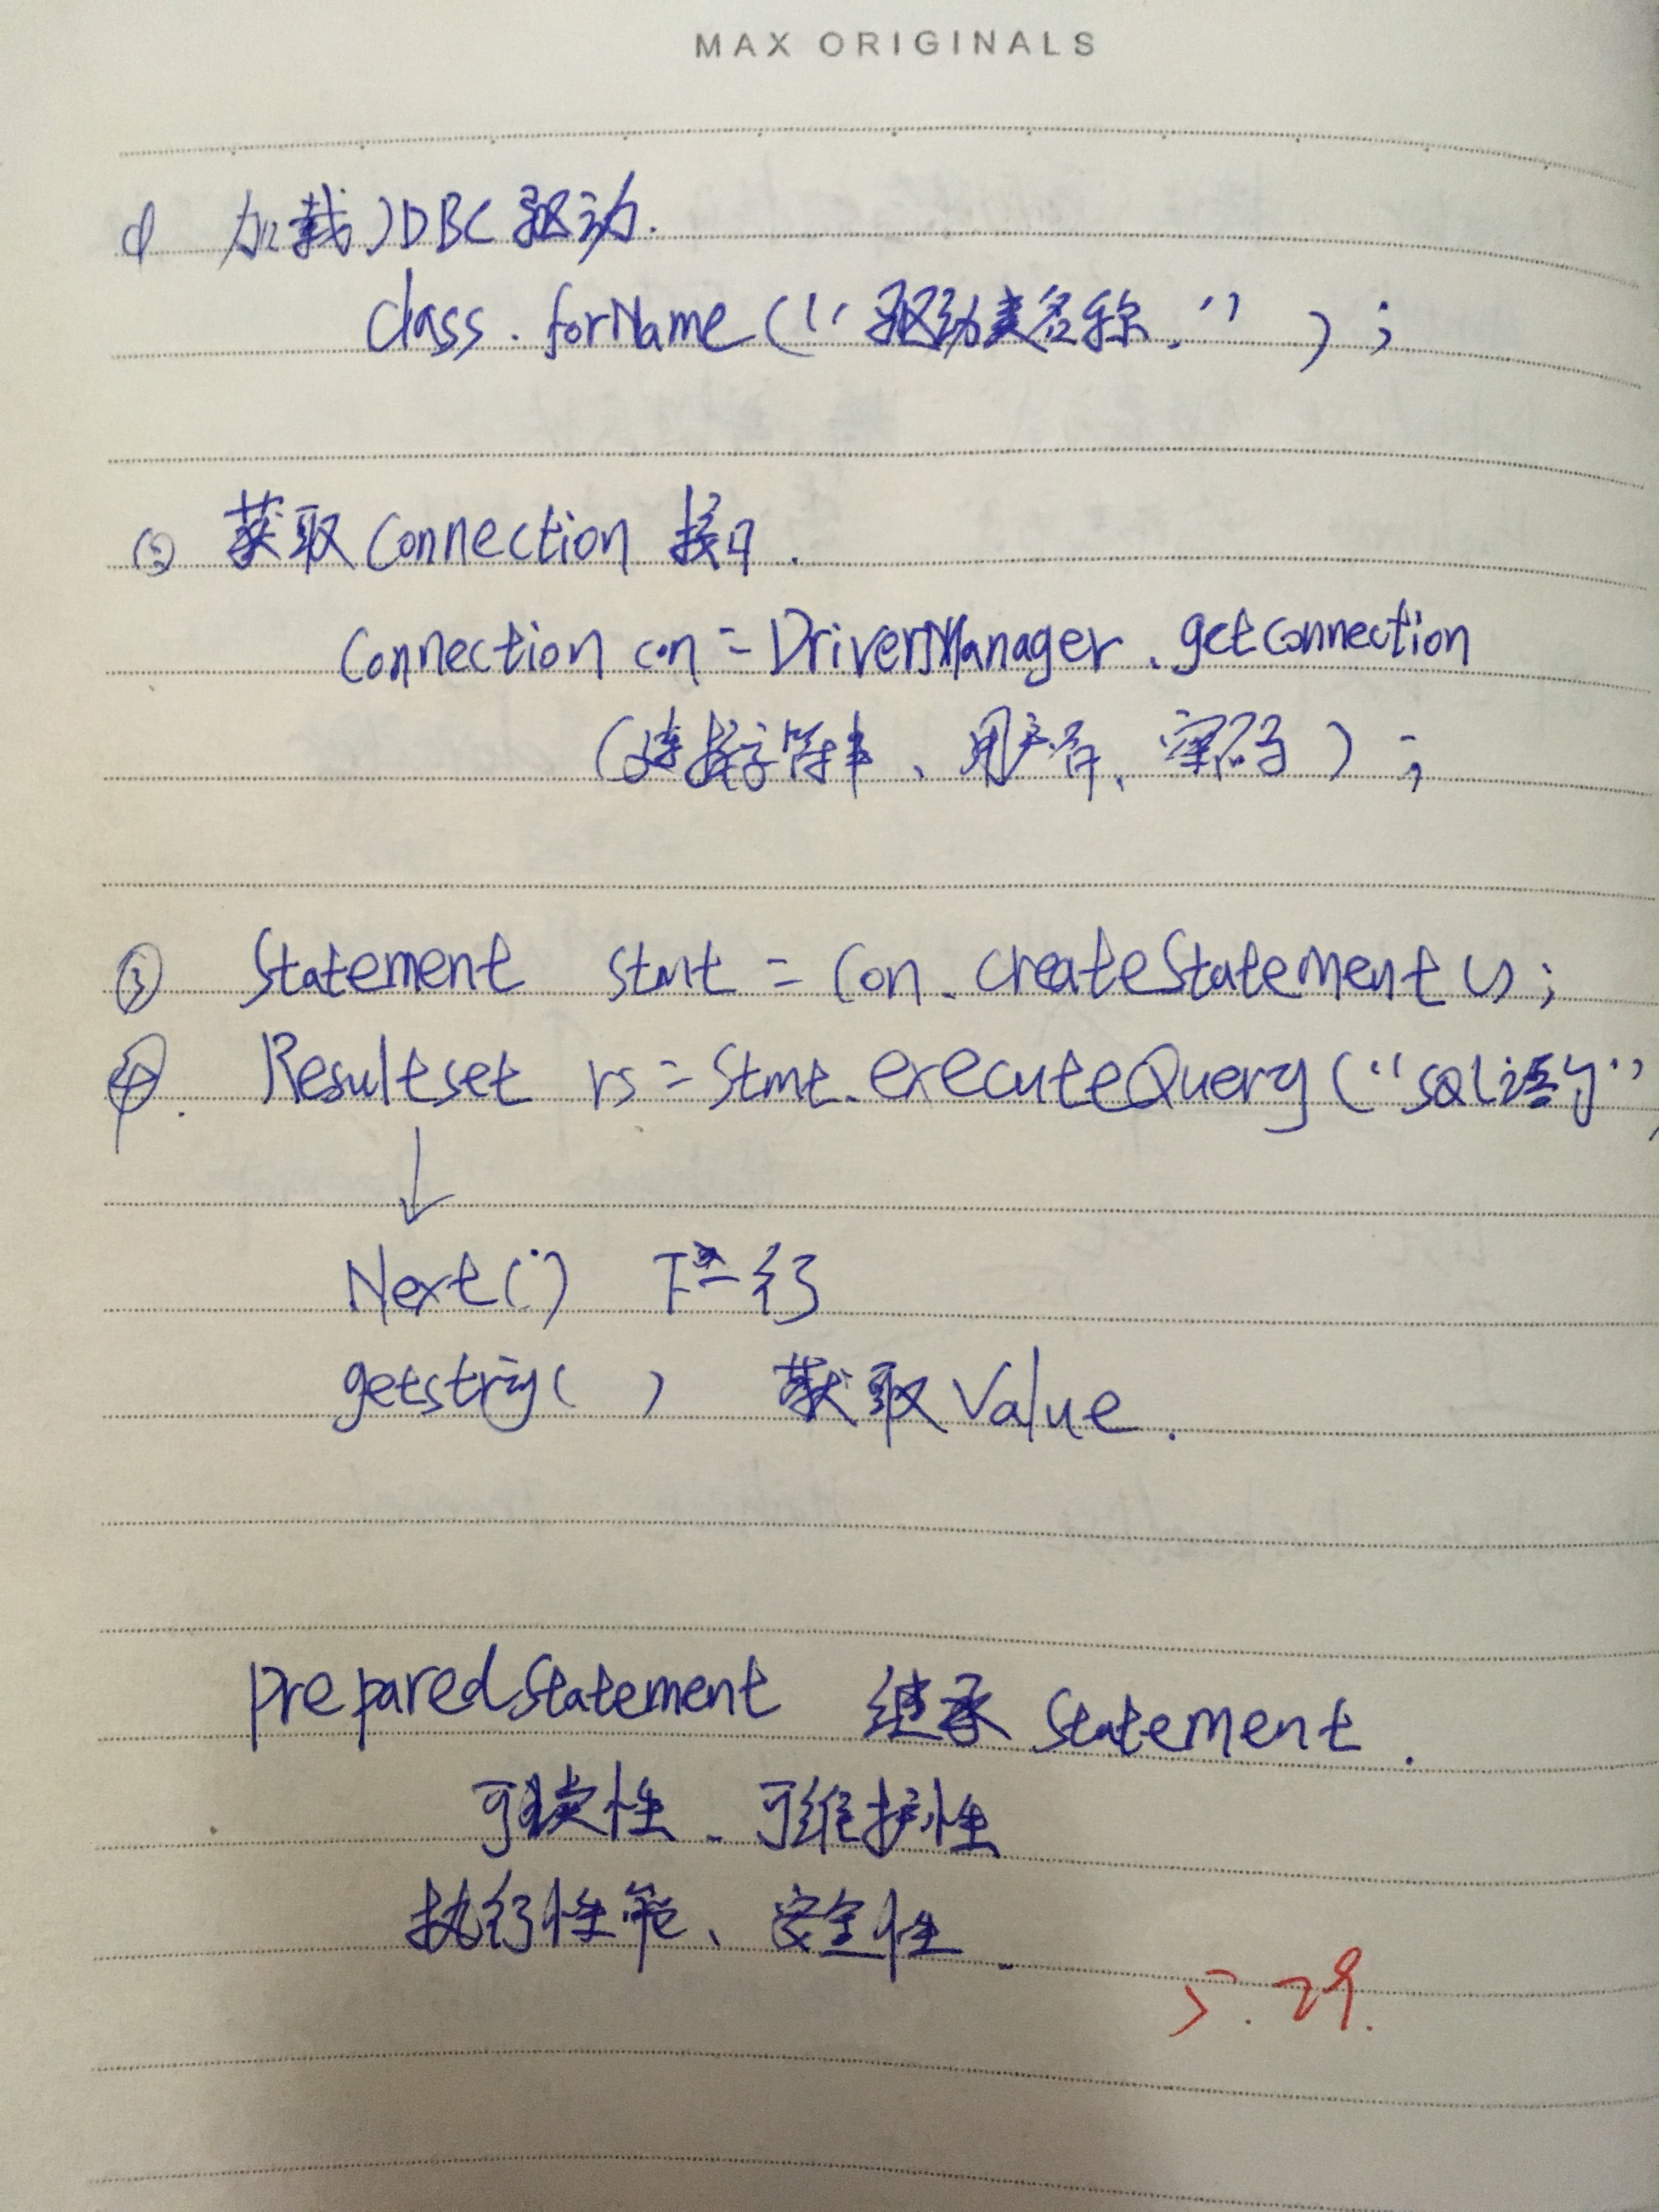 MAX ORIGINALS
① 加载JDBC驱动.
class.forName("驱动类名称.");
② 获取Connection 接口.
Connection con = DriverManager.getConnection
(连接字符串、用户名、密码);
③ Statement stmt = Con.createStatement();
④. Resultset rs = Stmt.executeQuery("SQL语句")
↓
Next() 下一行
getstring( ) 获取Value.
preparedStatement 继承 Statement.
可读性、可维护性
执行性能、安全性.
5.29.